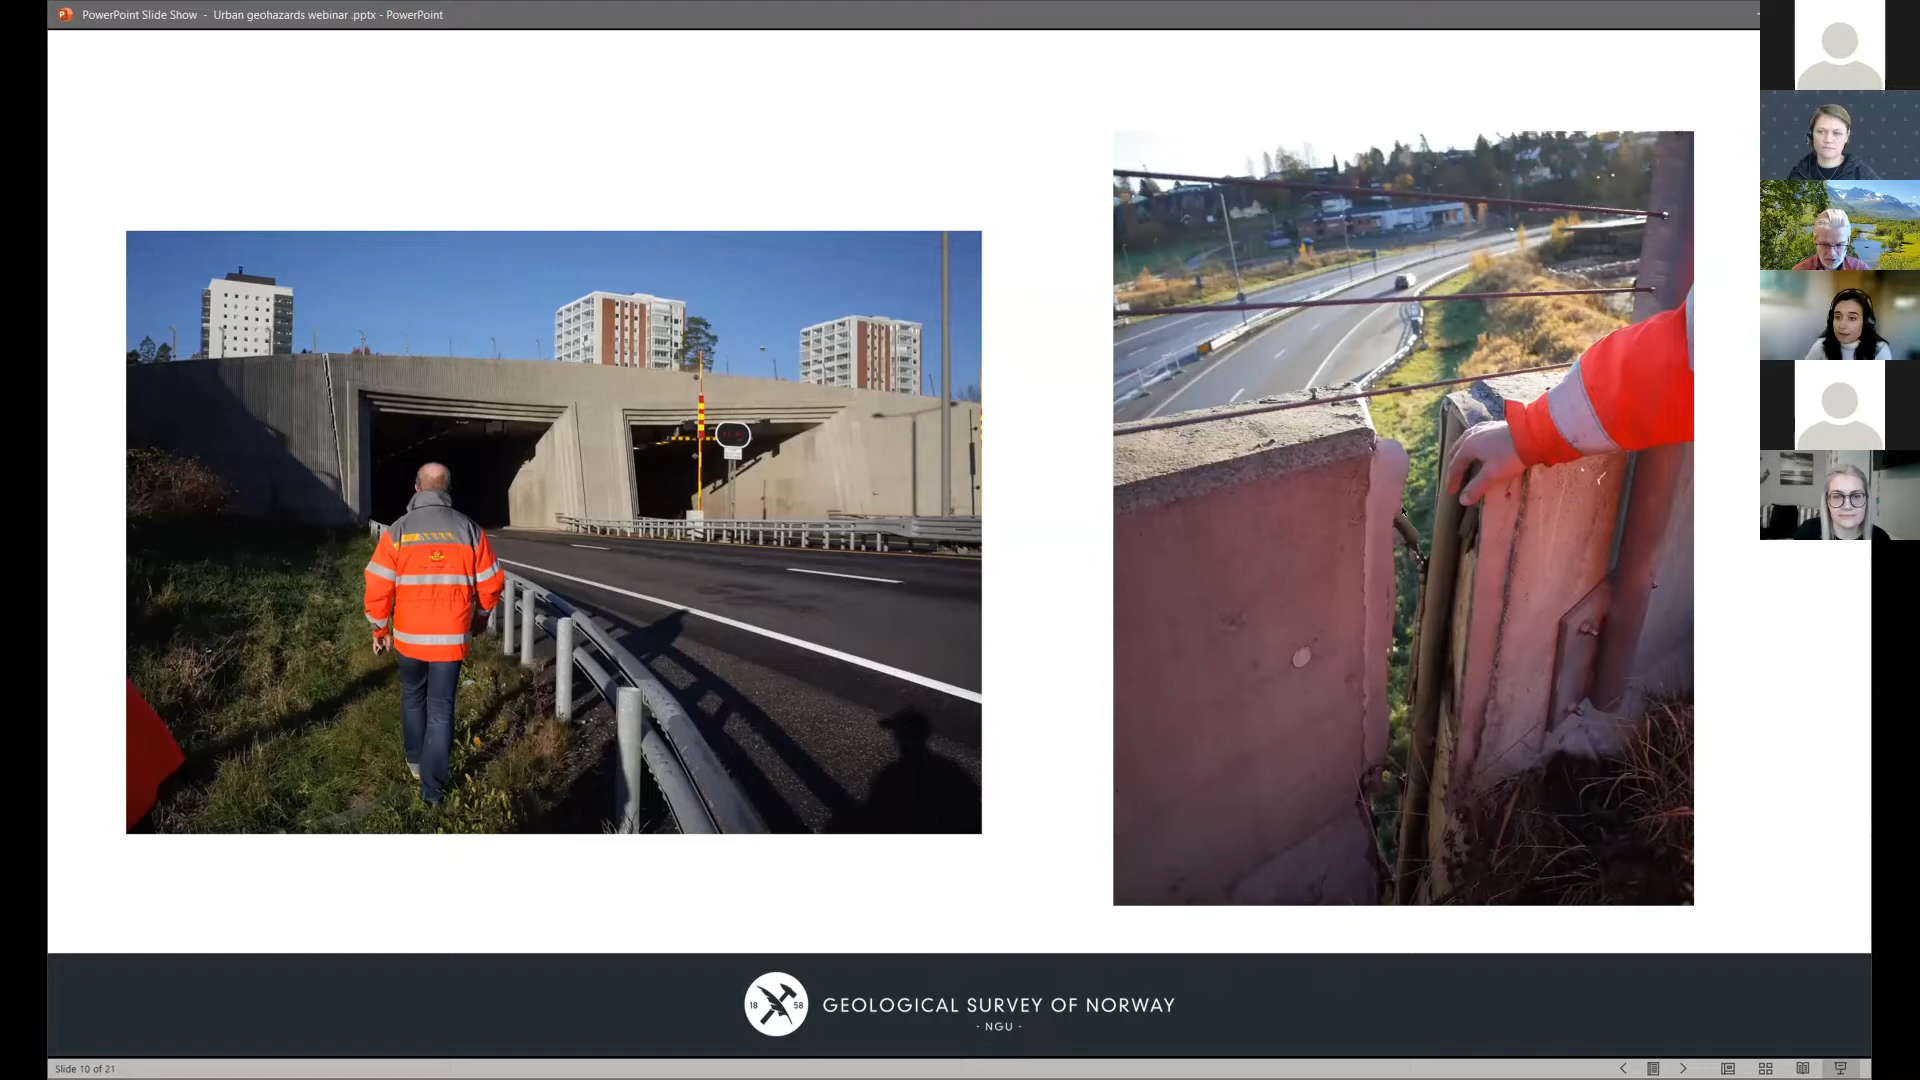 PowerPoint Slide Show - Urban geohazards webinar .pptx - PowerPoint
18 58
GEOLOGICAL SURVEY OF NORWAY
- NGU -
Slide 10 of 21